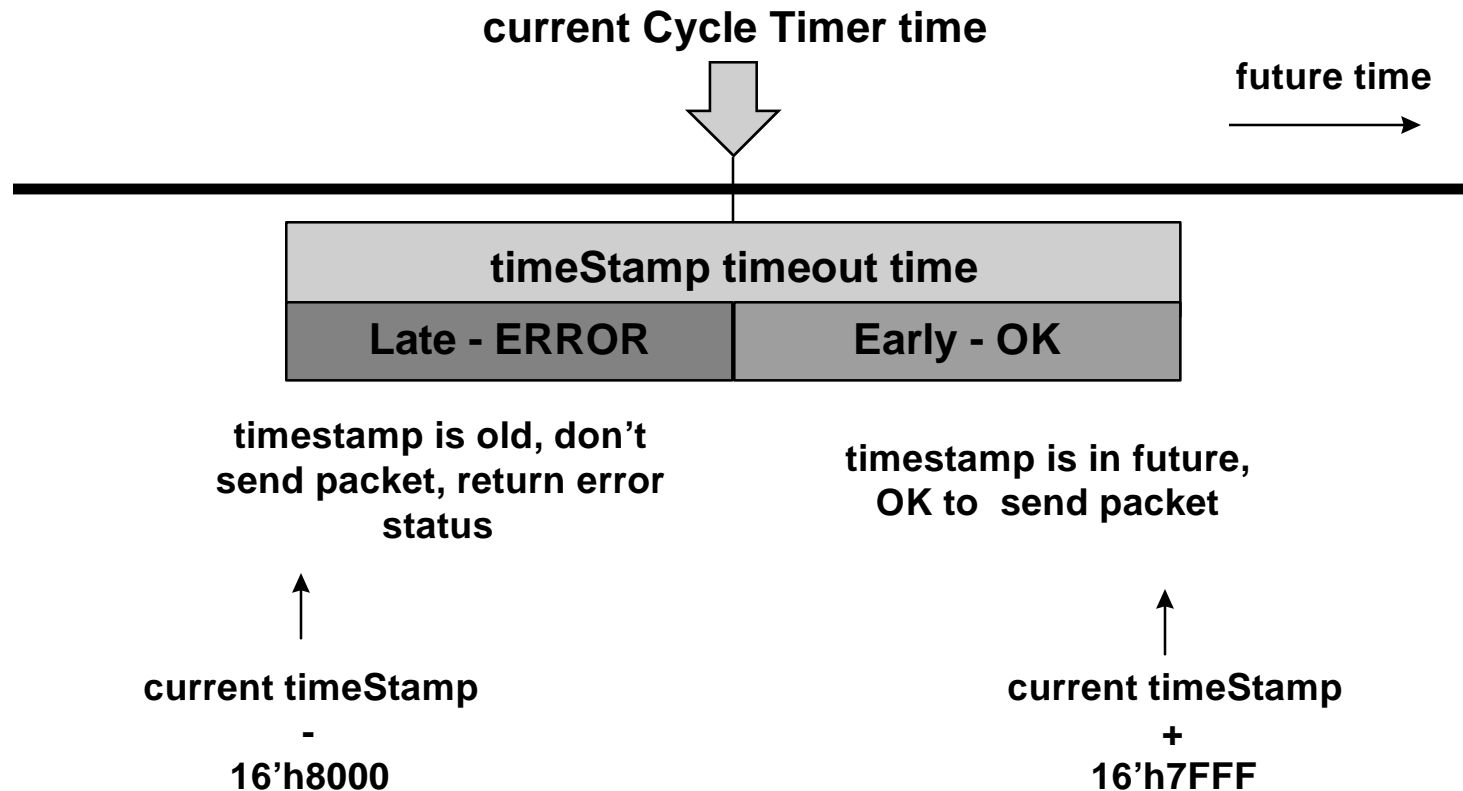 current Cycle Timer time
future time
timeStamp timeout time
Late - ERROR
Early - OK
timestamp is old, don’t
send packet, return error
status
timestamp is in future,
OK to  send packet
current timeStamp
-
16’h8000
current timeStamp
+
16’h7FFF